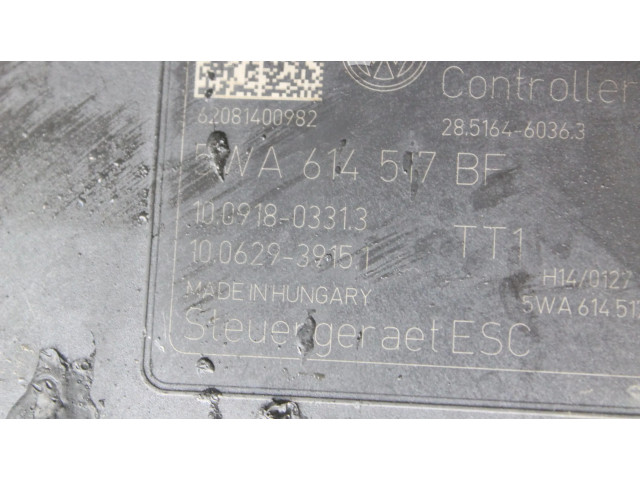 Controller
62081400982
28.5164-6036.3
5WA 614 517 BF
10.0918-0331.3
10.0629-3915.1
TT1
H14/0127
MADE IN HUNGARY
5WA 614 517
Steuergeraet ESC